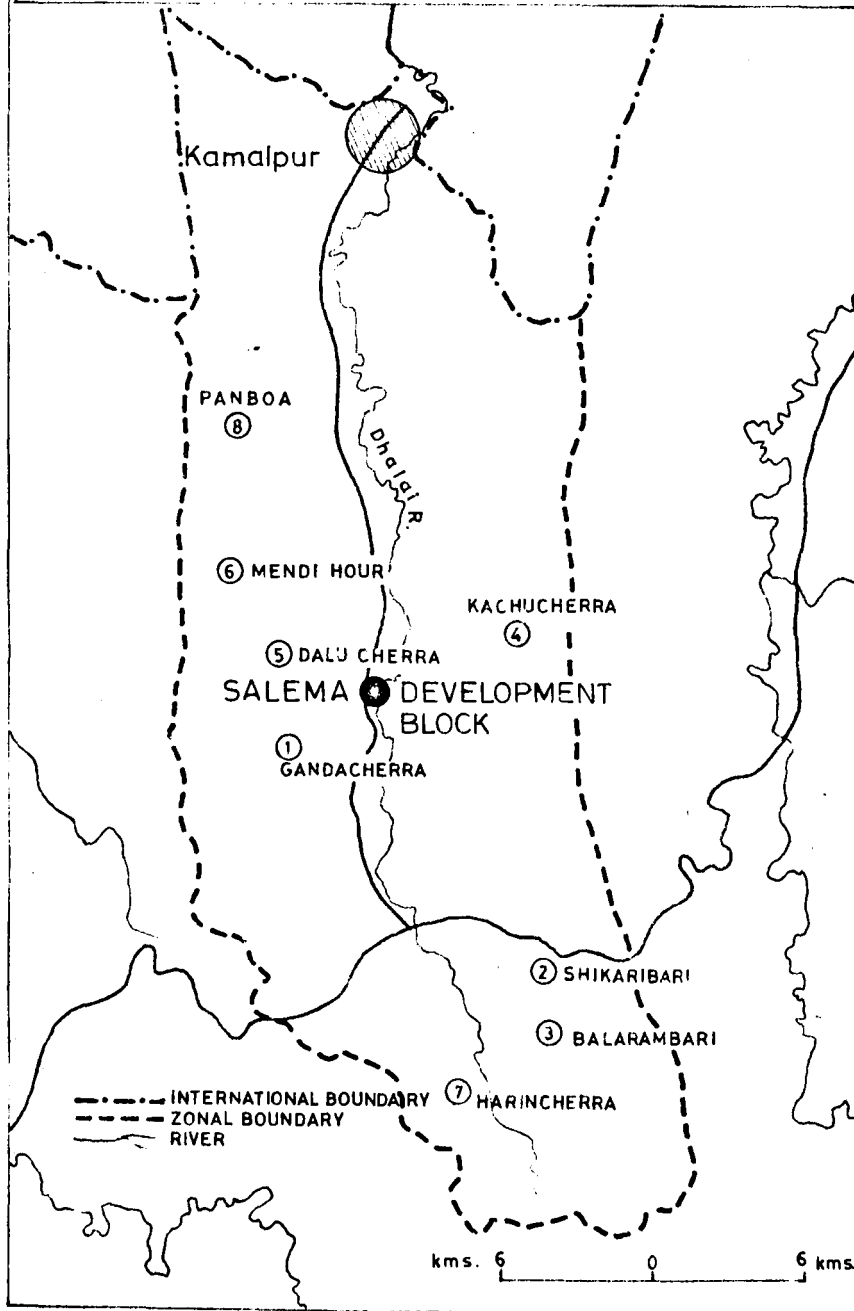 Kamalpur
PANBOA
8
Dhalai R.
6 MENDI HOUR
KACHUCHERRA
4
5 DALU CHERRA
SALEMA DEVELOPMENT
BLOCK
1
GANDACHERRA
2 SHIKARIBARI
3 BALARAMBARI
7 HARINCHERRA
INTERNATIONAL BOUNDARY
ZONAL BOUNDARY
RIVER
kms. 6 0 6 kms.